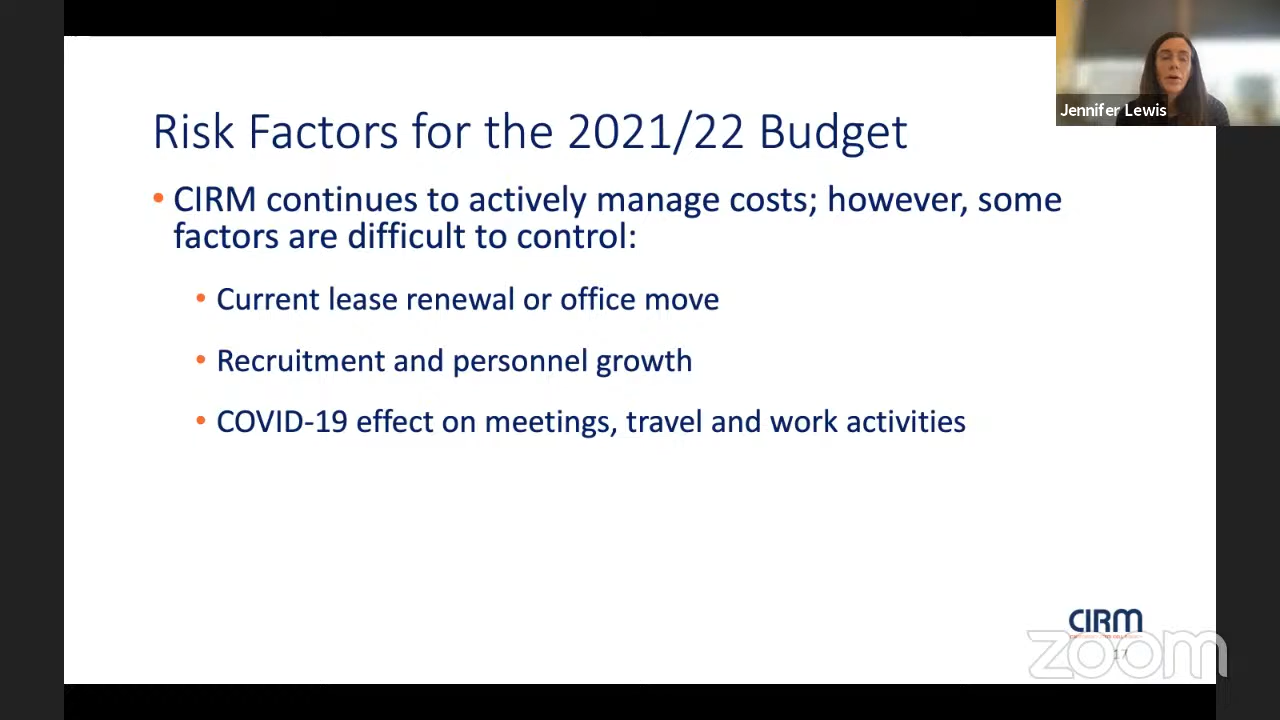 Jennifer Lewis
Risk Factors for the 2021/22 Budget
• CIRM continues to actively manage costs; however, some
factors are difficult to control:
• Current lease renewal or office move
• Recruitment and personnel growth
• COVID-19 effect on meetings, travel and work activities
CIRM
17
zoom